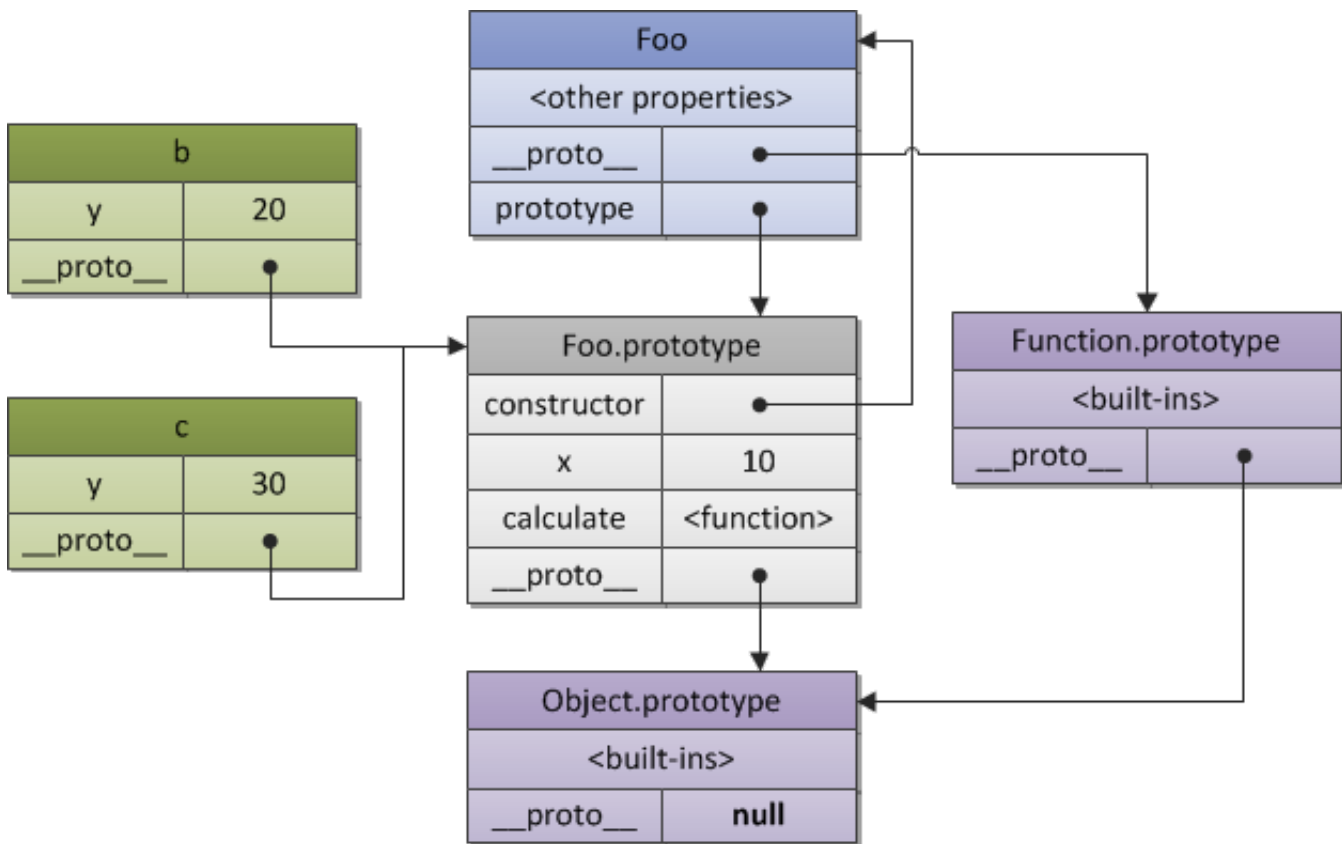 Foo
<other properties>
__proto__
prototype
b
y 20
__proto__
c
y 30
__proto__
Foo.prototype
constructor
x 10
calculate <function>
__proto__
Function.prototype
<built-ins>
__proto__
Object.prototype
<built-ins>
__proto__ null